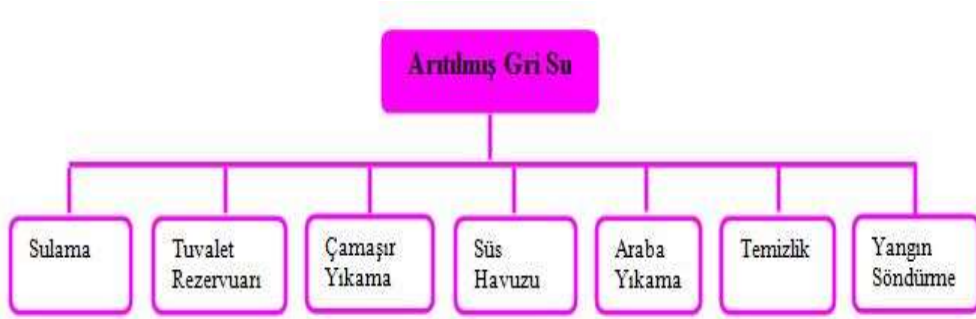 Arıtılmış Gri Su
Sulama
Tuvalet
Rezervuarı
Çamaşır
Yıkama
Süs
Havuzu
Araba
Yıkama
Temizlik
Yangın
Söndürme